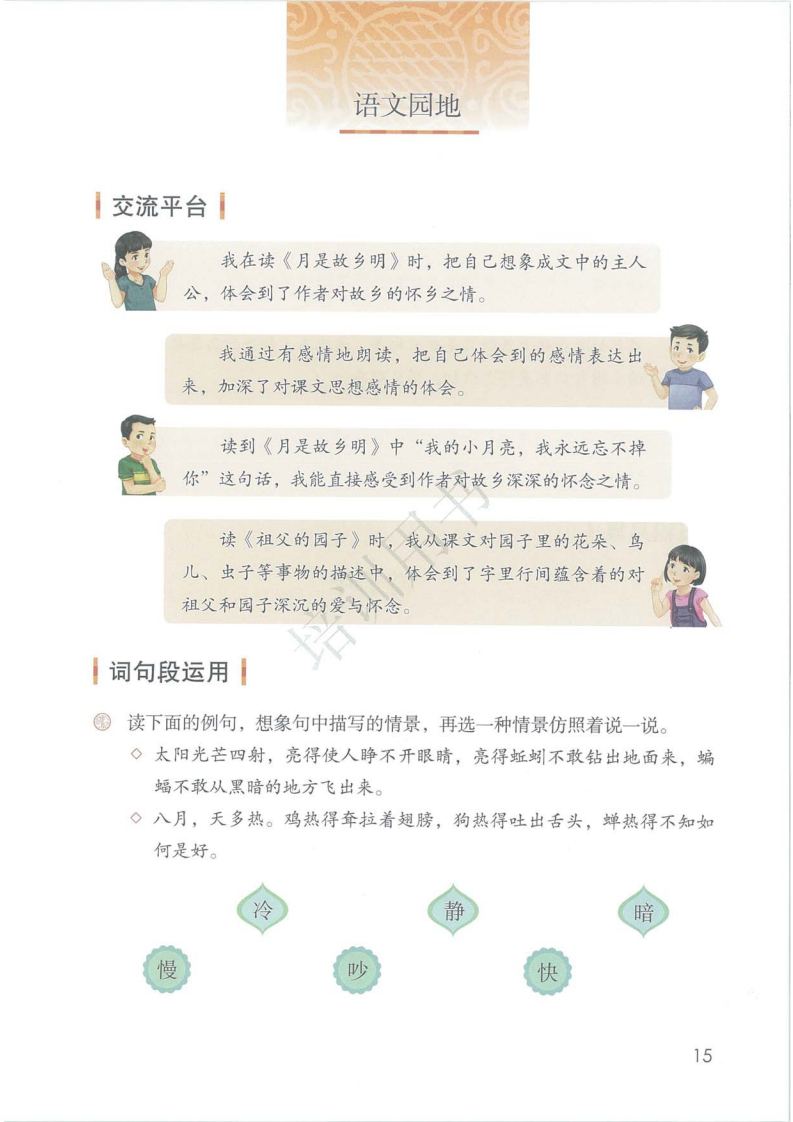 语文园地
交流平台
我在读《月是故乡明》时，把自己想象成文中的主人
公，体会到了作者对故乡的怀乡之情。
我通过有感情地朗读，把自己体会到的感情表达出
来，加深了对课文思想感情的体会。
读到《月是故乡明》中“我的小月亮，我永远忘不掉
你”这句话，我能直接感受到作者对故乡深深的怀念之情。
读《祖父的园子》时，我从课文对园子里的花朵、鸟
儿、虫子等事物的描述中，体会到了字里行间蕴含着的对
祖父和园子深沉的爱与怀念。
培训用书
词句段运用
读下面的例句，想象句中描写的情景，再选一种情景仿照着说一说。
◇ 太阳光芒四射，亮得使人睁不开眼睛，亮得蚯蚓不敢钻出地面来，蝙
蝠不敢从黑暗的地方飞出来。
◇ 八月，天多热。鸡热得耷拉着翅膀，狗热得吐出舌头，蝉热得不知如
何是好。
冷 静 暗
慢 吵 快
15